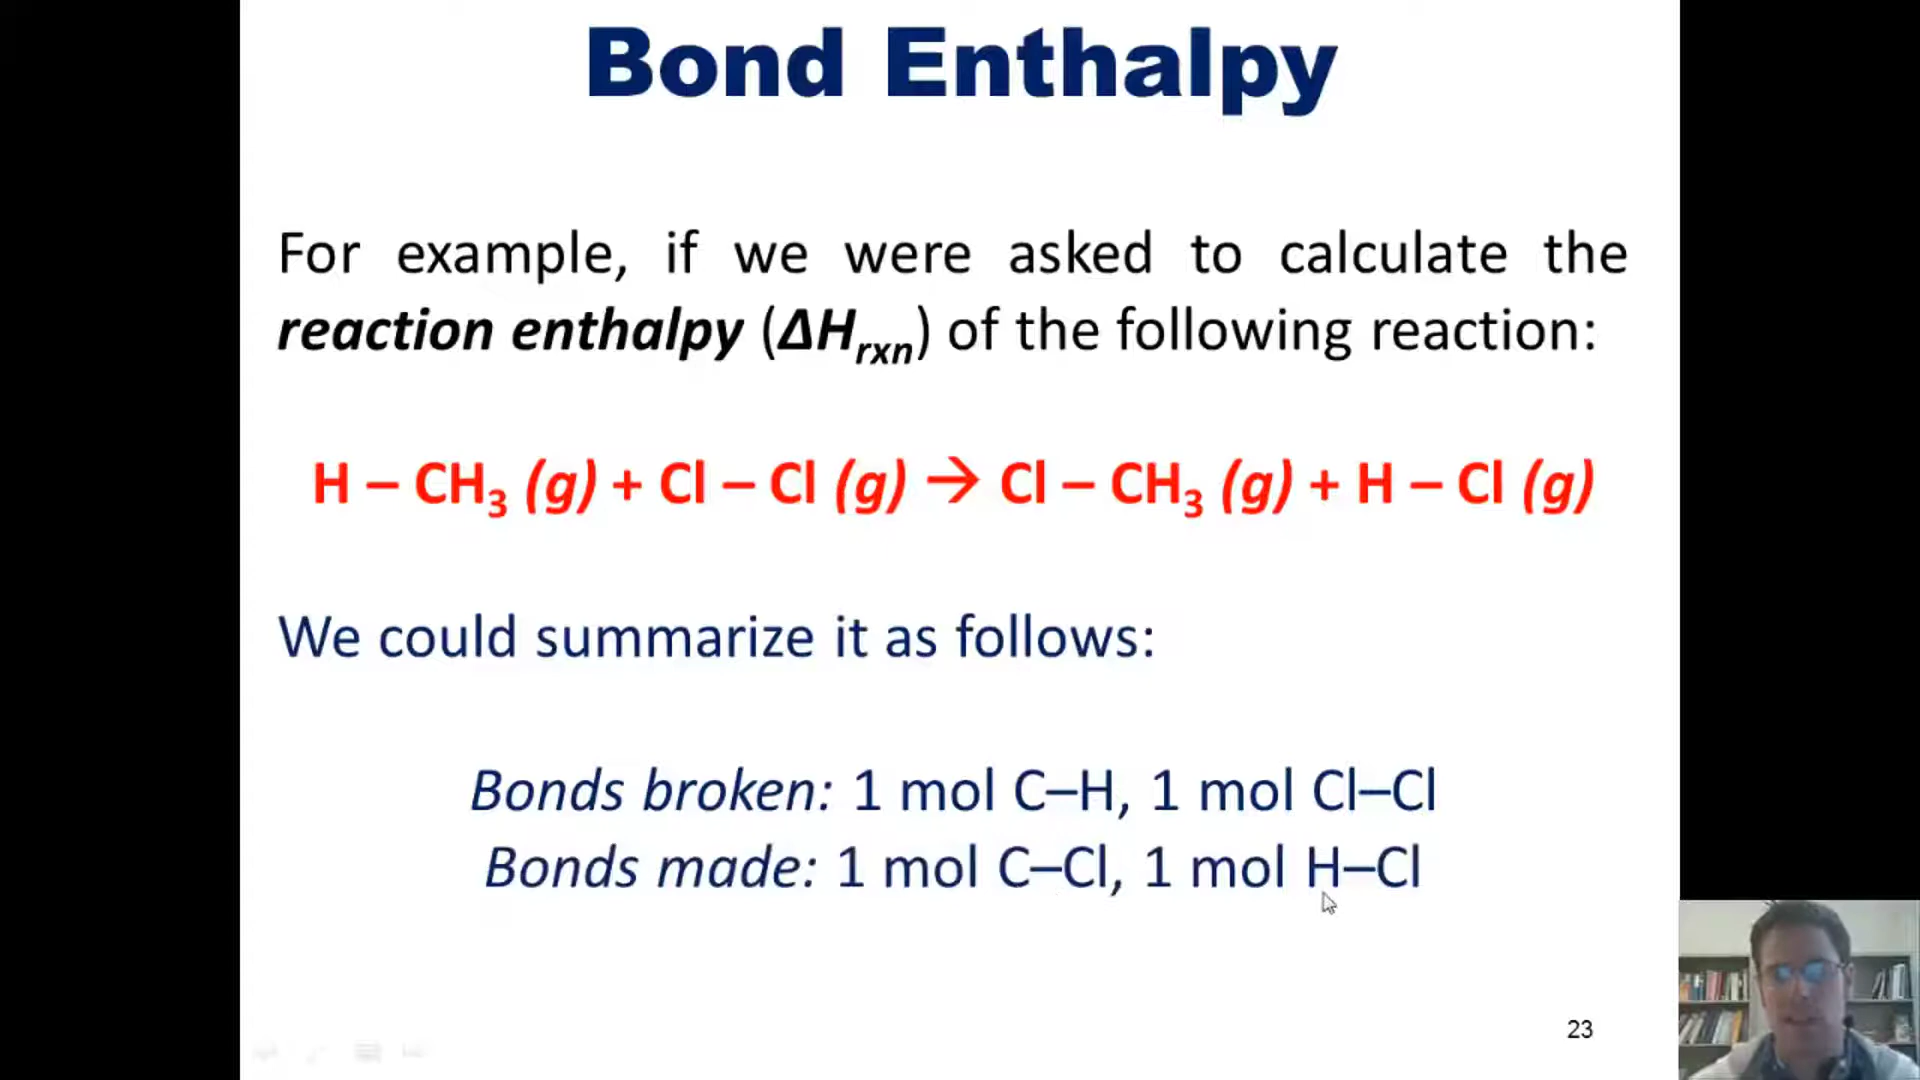 Bond Enthalpy
For example, if we were asked to calculate the
reaction enthalpy (ΔHrxn) of the following reaction:
H – CH₃ (g) + Cl – Cl (g) → Cl – CH₃ (g) + H – Cl (g)
We could summarize it as follows:
Bonds broken: 1 mol C–H, 1 mol Cl–Cl
Bonds made: 1 mol C–Cl, 1 mol H–Cl
23